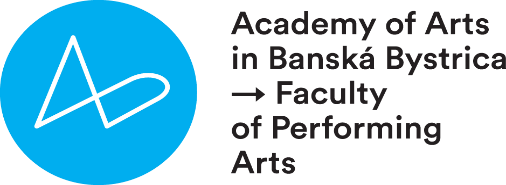 Academy of Arts
in Banská Bystrica
→ Faculty
of Performing
Arts